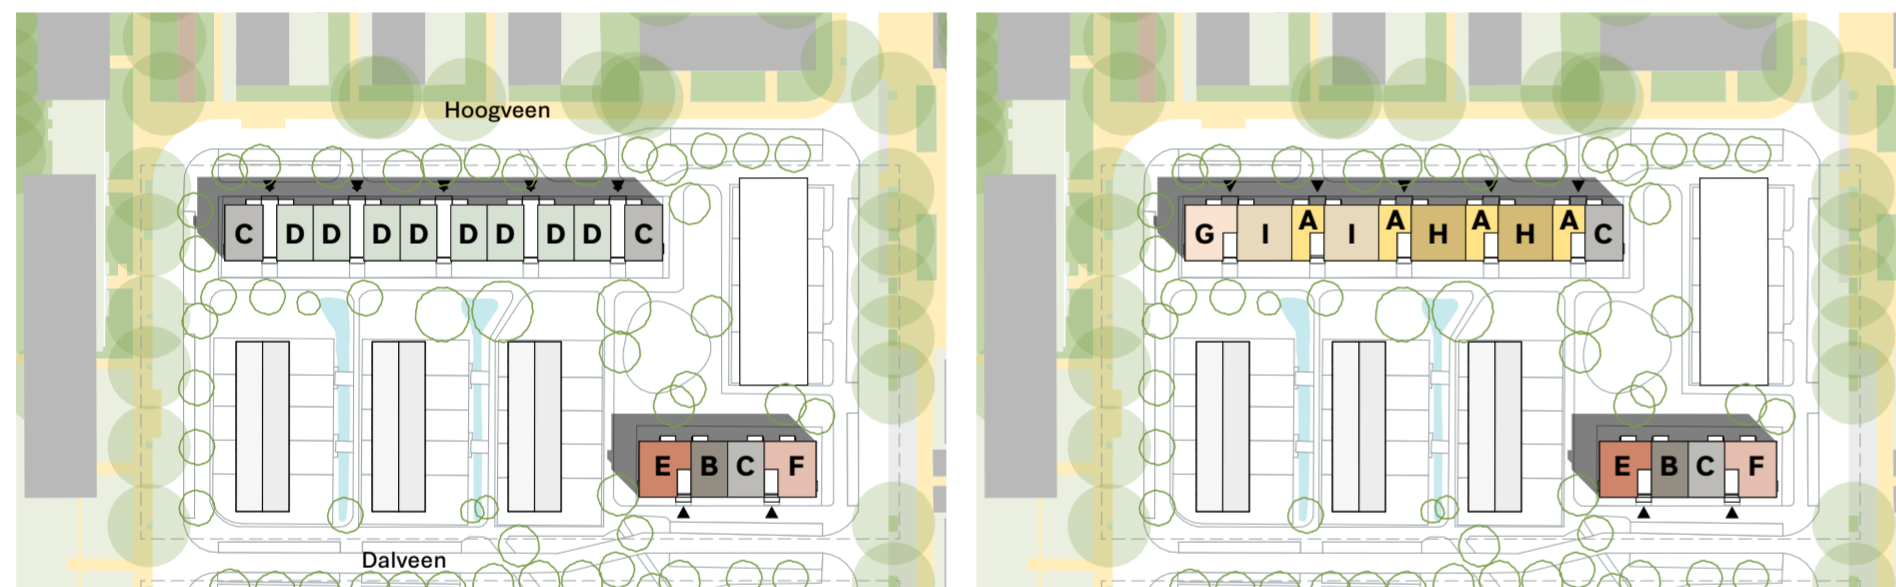 Hoogveen
C D D D D D D D D C
E B C F
Dalveen
G I A I A H A H A C
E B C F